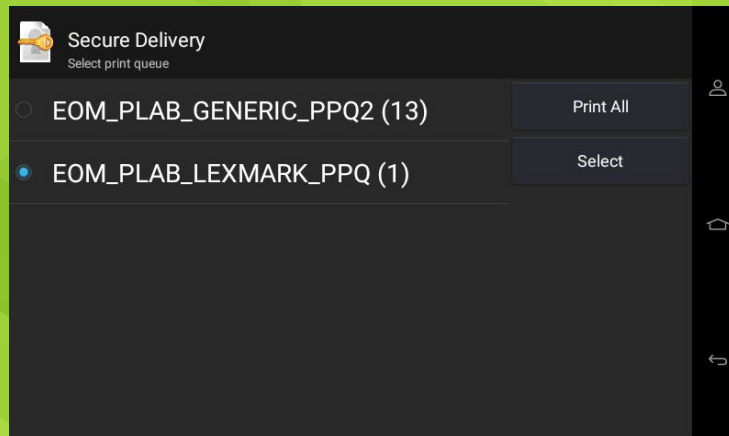 Secure Delivery
Select print queue
EOM_PLAB_GENERIC_PPQ2 (13)
Print All
EOM_PLAB_LEXMARK_PPQ (1)
Select